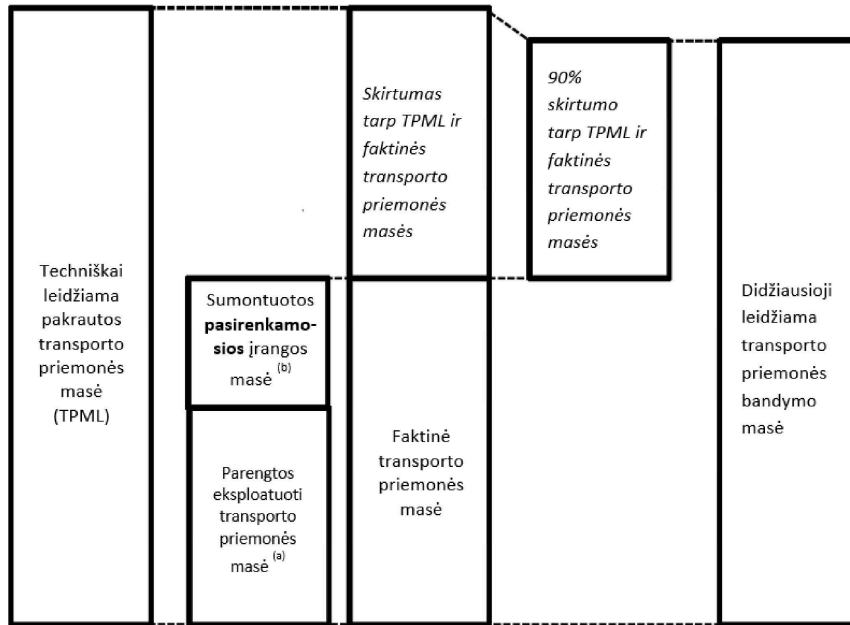 Techniškai
leidžiama
pakrautos
transporto
priemonės
masė
(TPML)
Sumontuotos
pasirenkamo-
sios įrangos
masė (b)
Parengtos
eksploatuoti
transporto
priemonės
masė (a)
Skirtumas
tarp TPML ir
faktinės
transporto
priemonės
masės
Faktinė
transporto
priemonės
masė
90%
skirtumo
tarp TPML ir
faktinės
transporto
priemonės
masės
Didžiausioji
leidžiama
transporto
priemonės
bandymo
masė